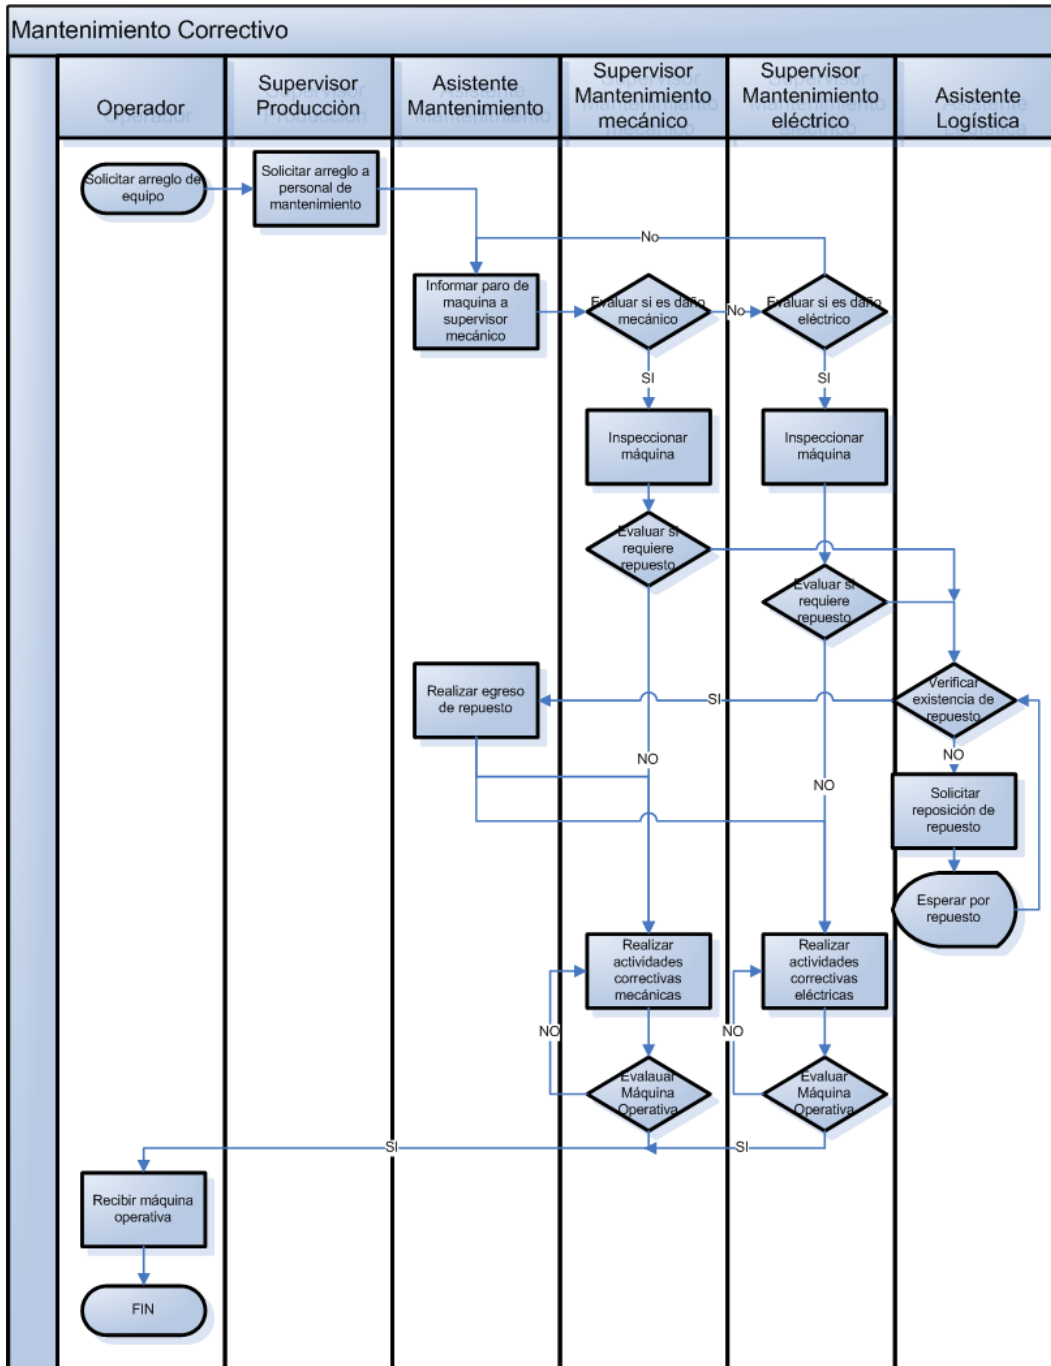 Mantenimiento Correctivo
Operador
Supervisor
Producciòn
Asistente
Mantenimiento
Supervisor
Mantenimiento
mecánico
Supervisor
Mantenimiento
eléctrico
Asistente
Logística
Solicitar arreglo de
equipo
Solicitar arreglo a
personal de
mantenimiento
No
Informar paro de
maquina a
supervisor
mecánico
Evaluar si es daño
mecánico
No
Evaluar si es daño
eléctrico
SI
SI
Inspeccionar
máquina
Inspeccionar
máquina
Evaluar si
requiere
repuesto
Evaluar si
requiere
repuesto
Realizar egreso
de repuesto
SI
Verificar
existencia de
repuesto
NO
NO
NO
Solicitar
reposición de
repuesto
Esperar por
repuesto
Realizar
actividades
correctivas
mecánicas
Realizar
actividades
correctivas
eléctricas
NO
NO
Evalauar
Máquina
Operativa
Evaluar
Máquina
Operativa
SI
SI
Recibir máquina
operativa
FIN